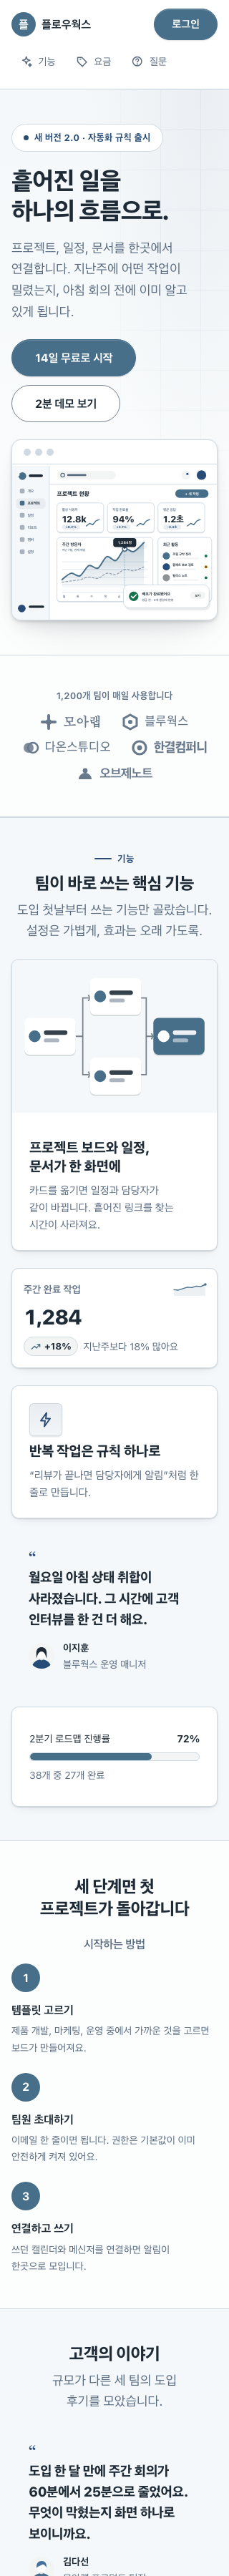 플 플로우웍스
로그인
기능 요금 질문
새 버전 2.0 · 자동화 규칙 출시
흩어진 일을
하나의 흐름으로.
프로젝트, 일정, 문서를 한곳에서
연결합니다. 지난주에 어떤 작업이
밀렸는지, 아침 회의 전에 이미 알고
있게 됩니다.
14일 무료로 시작
2분 데모 보기
프로젝트 현황
12.8k
94%
1.2초
1,284명
1,200개 팀이 매일 사용합니다
모아랩 블루웍스
다온스튜디오 한결컴퍼니
오브제노트
기능
팀이 바로 쓰는 핵심 기능
도입 첫날부터 쓰는 기능만 골랐습니다.
설정은 가볍게, 효과는 오래 가도록.
프로젝트 보드와 일정,
문서가 한 화면에
카드를 옮기면 일정과 담당자가
같이 바뀝니다. 흩어진 링크를 찾는
시간이 사라져요.
주간 완료 작업
1,284
+18% 지난주보다 18% 많아요
반복 작업은 규칙 하나로
“리뷰가 끝나면 담당자에게 알림”처럼 한
줄로 만듭니다.
“
월요일 아침 상태 취합이
사라졌습니다. 그 시간에 고객
인터뷰를 한 건 더 해요.
이지훈
블루웍스 운영 매니저
2분기 로드맵 진행률 72%
38개 중 27개 완료
세 단계면 첫
프로젝트가 돌아갑니다
시작하는 방법
1
템플릿 고르기
제품 개발, 마케팅, 운영 중에서 가까운 것을 고르면
보드가 만들어져요.
2
팀원 초대하기
이메일 한 줄이면 됩니다. 권한은 기본값이 이미
안전하게 켜져 있어요.
3
연결하고 쓰기
쓰던 캘린더와 메신저를 연결하면 알림이
한곳으로 모입니다.
고객의 이야기
규모가 다른 세 팀의 도입
후기를 모았습니다.
“
도입 한 달 만에 주간 회의가
60분에서 25분으로 줄었어요.
무엇이 막혔는지 화면 하나로
보이니까요.
김다선